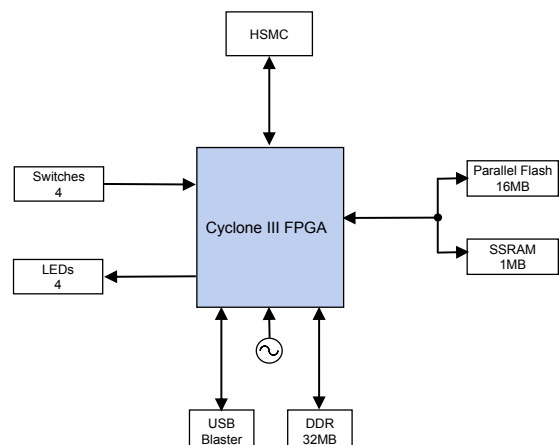 HSMC
Switches
4
Cyclone III FPGA
Parallel Flash
16MB
LEDs
4
SSRAM
1MB
USB
Blaster
DDR
32MB